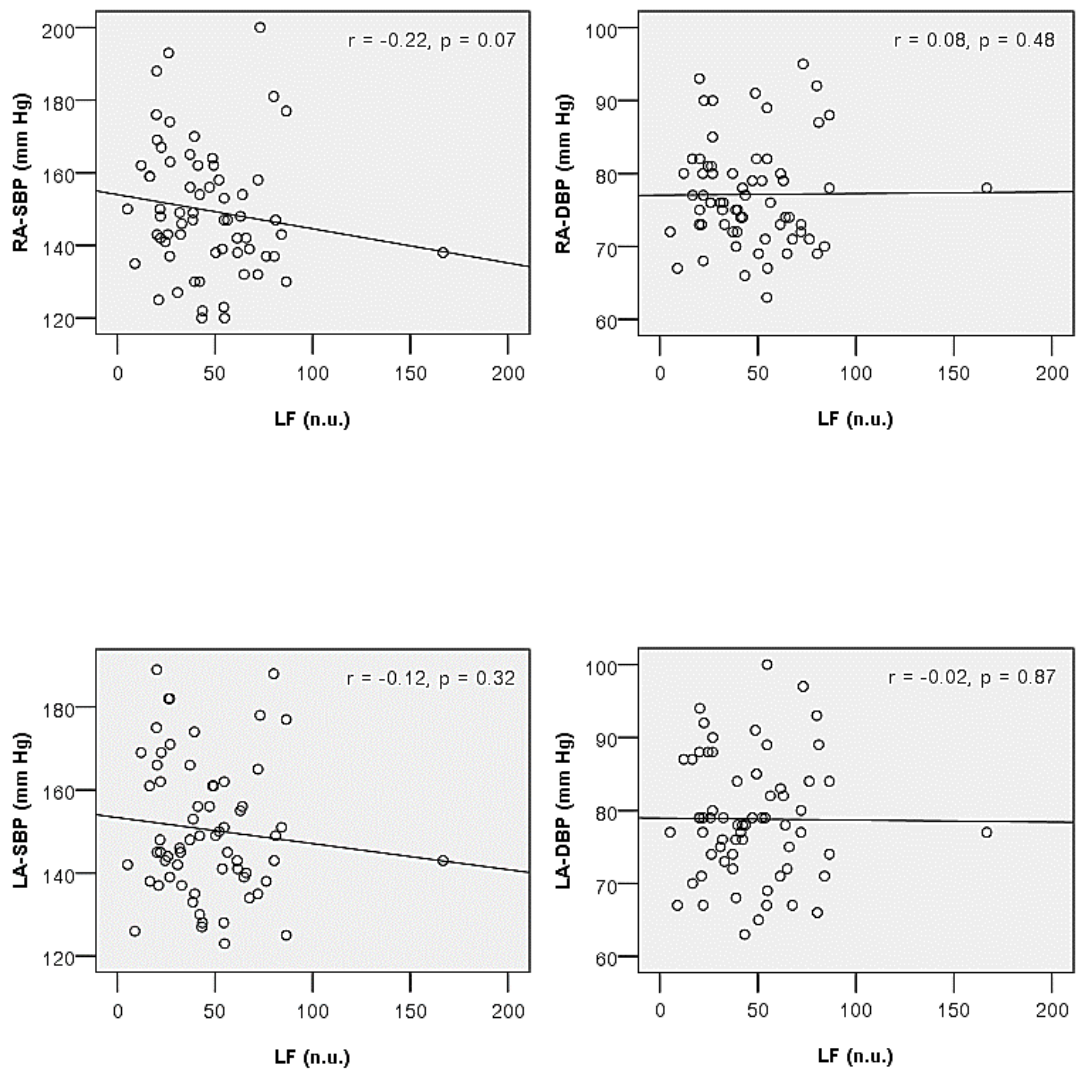 r = -0.22, p = 0.07
200
180
160
140
120
RA-SBP (mm Hg)
0 50 100 150 200
LF (n.u.)
r = 0.08, p = 0.48
100
90
80
70
60
RA-DBP (mm Hg)
0 50 100 150 200
LF (n.u.)
r = -0.12, p = 0.32
180
160
140
120
LA-SBP (mm Hg)
0 50 100 150 200
LF (n.u.)
r = -0.02, p = 0.87
100
90
80
70
60
LA-DBP (mm Hg)
0 50 100 150 200
LF (n.u.)